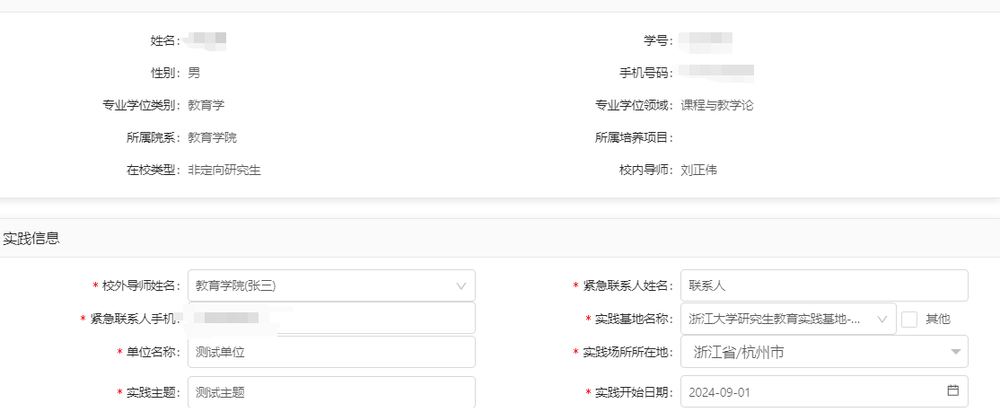 姓名: 学号:
性别: 男 手机号码:
专业学位类别: 教育学 专业学位领域: 课程与教学论
所属院系: 教育学院 所属培养项目:
在校类型: 非定向研究生 校内导师: 刘正伟
实践信息
* 校外导师姓名: 教育学院(张三) * 紧急联系人姓名: 联系人
* 紧急联系人手机: * 实践基地名称: 浙江大学研究生教育实践基地-... 其他
* 单位名称: 测试单位 * 实践场所所在地: 浙江省/杭州市
* 实践主题: 测试主题 * 实践开始日期: 2024-09-01